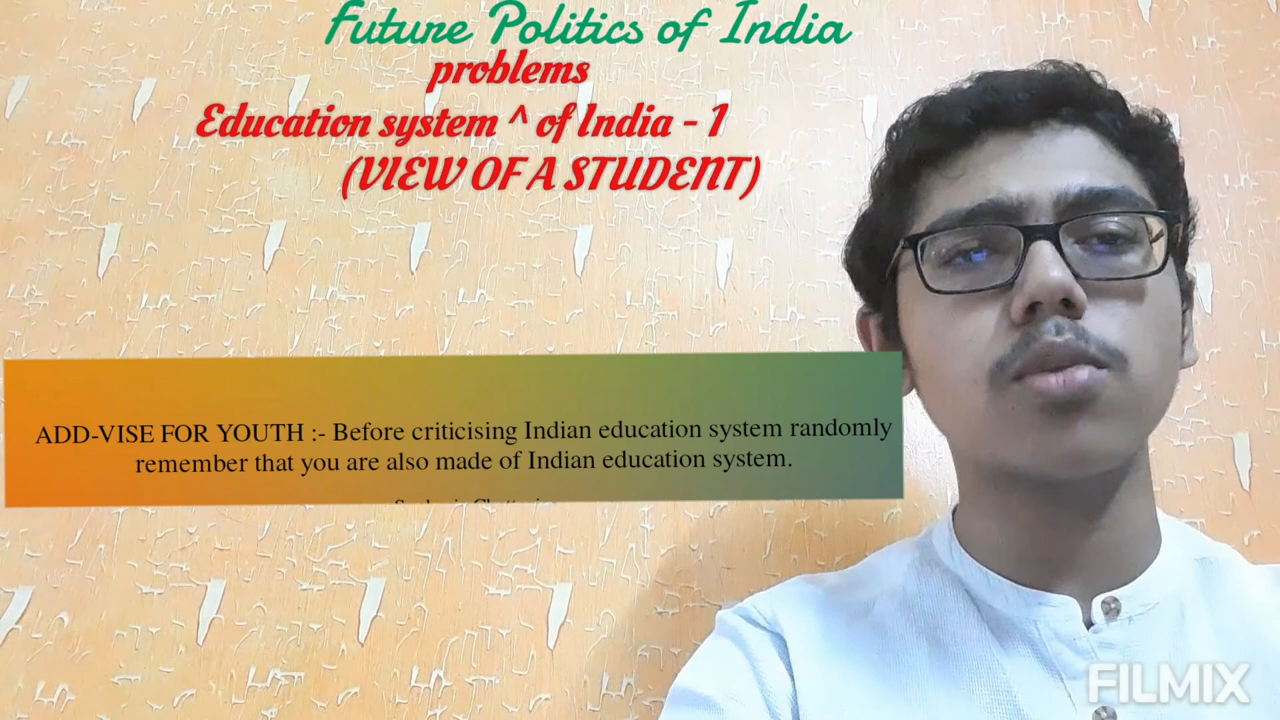 Future Politics of India
problems
Education system ^ of India - 1
(VIEW OF A STUDENT)
ADD-VISE FOR YOUTH :- Before criticising Indian education system randomly
remember that you are also made of Indian education system.
FILMIX